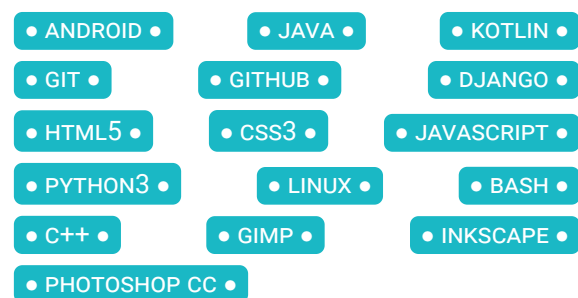 • ANDROID • • JAVA • • KOTLIN •
• GIT • • GITHUB • • DJANGO •
• HTML5 • • CSS3 • • JAVASCRIPT •
• PYTHON3 • • LINUX • • BASH •
• C++ • • GIMP • • INKSCAPE •
• PHOTOSHOP CC •